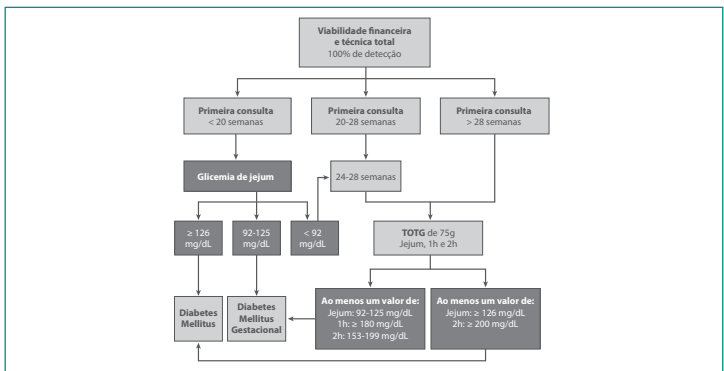 Viabilidade financeira
e técnica total
100% de detecção
Primeira consulta
< 20 semanas
Primeira consulta
20-28 semanas
Primeira consulta
> 28 semanas
Glicemia de jejum
24-28 semanas
≥ 126
mg/dL
92-125
mg/dL
< 92
mg/dL
TOTG de 75g
Jejum, 1h e 2h
Diabetes
Mellitus
Diabetes
Mellitus
Gestacional
Ao menos um valor de:
Jejum: 92-125 mg/dL
1h: ≥ 180 mg/dL
2h: 153-199 mg/dL
Ao menos um valor de:
Jejum: ≥ 126 mg/dL
2h: ≥ 200 mg/dL